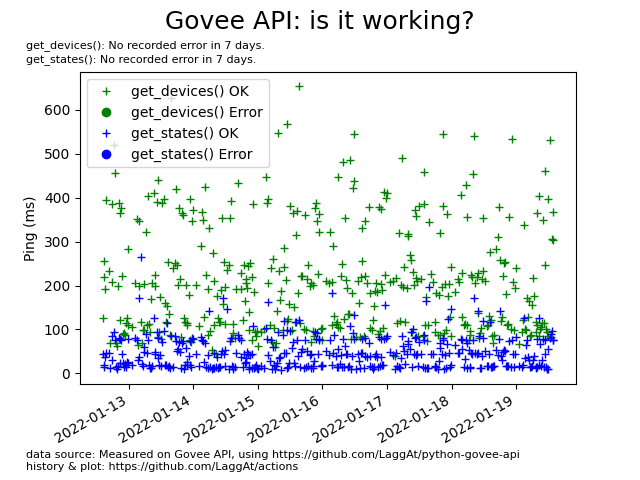 Govee API: is it working?
get_devices(): No recorded error in 7 days.
get_states(): No recorded error in 7 days.
get_devices() OK
get_devices() Error
get_states() OK
get_states() Error
Ping (ms)
600
500
400
300
200
100
0
2022-01-13
2022-01-14
2022-01-15
2022-01-16
2022-01-17
2022-01-18
2022-01-19
data source: Measured on Govee API, using https://github.com/LaggAt/python-govee-api
history & plot: https://github.com/LaggAt/actions